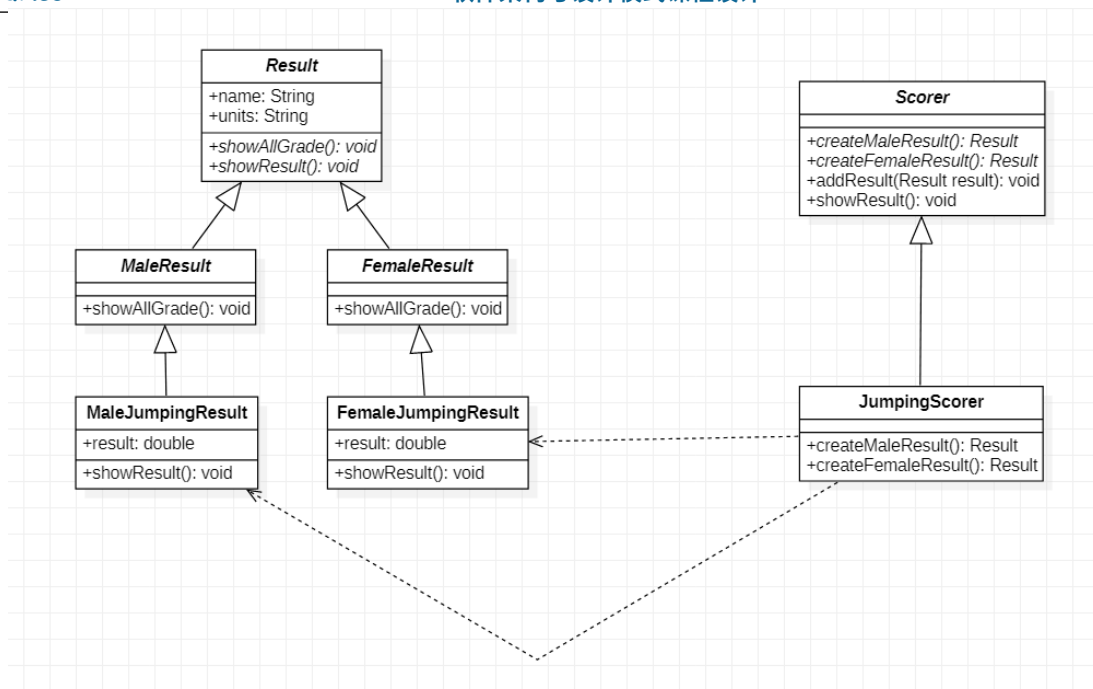 Result
+name: String
+units: String
+showAllGrade(): void
+showResult(): void
Scorer
+createMaleResult(): Result
+createFemaleResult(): Result
+addResult(Result result): void
+showResult(): void
MaleResult
+showAllGrade(): void
FemaleResult
+showAllGrade(): void
MaleJumpingResult
+result: double
+showResult(): void
FemaleJumpingResult
+result: double
+showResult(): void
JumpingScorer
+createMaleResult(): Result
+createFemaleResult(): Result